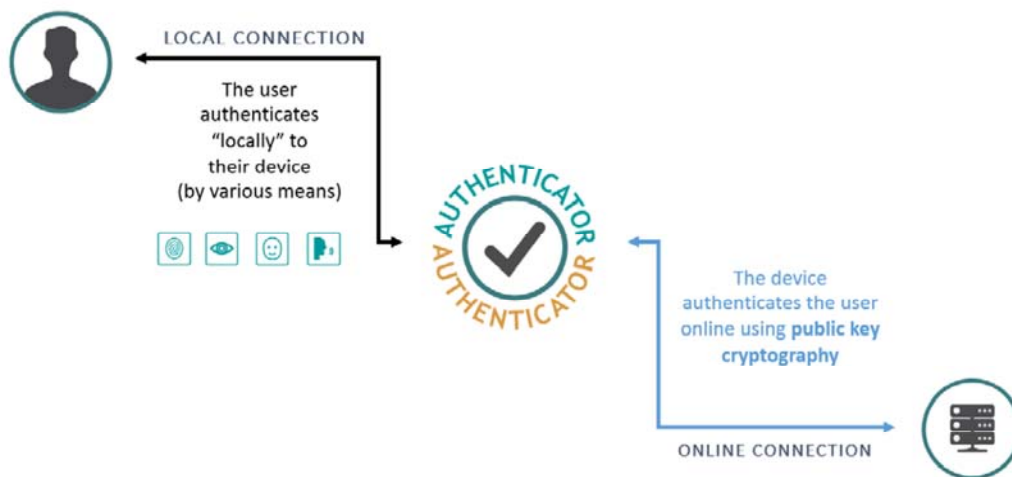 LOCAL CONNECTION
The user
authenticates
“locally” to
their device
(by various means)
AUTHENTICATOR
AUTHENTICATOR
The device
authenticates the user
online using public key
cryptography
ONLINE CONNECTION